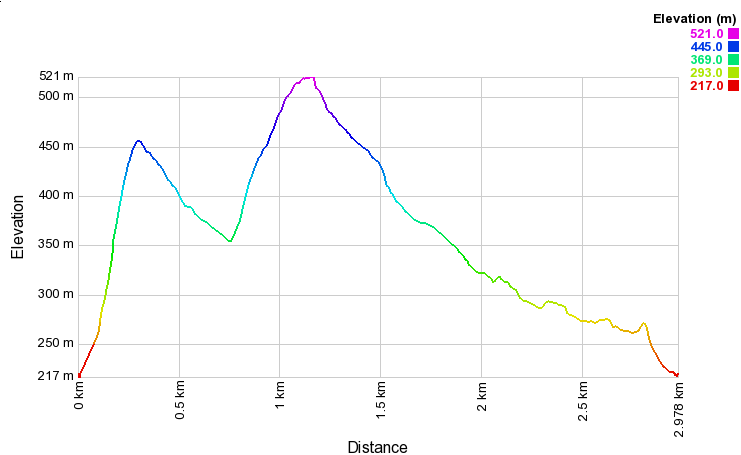 Elevation (m)
521.0
445.0
369.0
293.0
217.0
521 m
500 m
450 m
400 m
350 m
300 m
250 m
217 m
Elevation
0 km
0.5 km
1 km
1.5 km
2 km
2.5 km
2.978 km
Distance